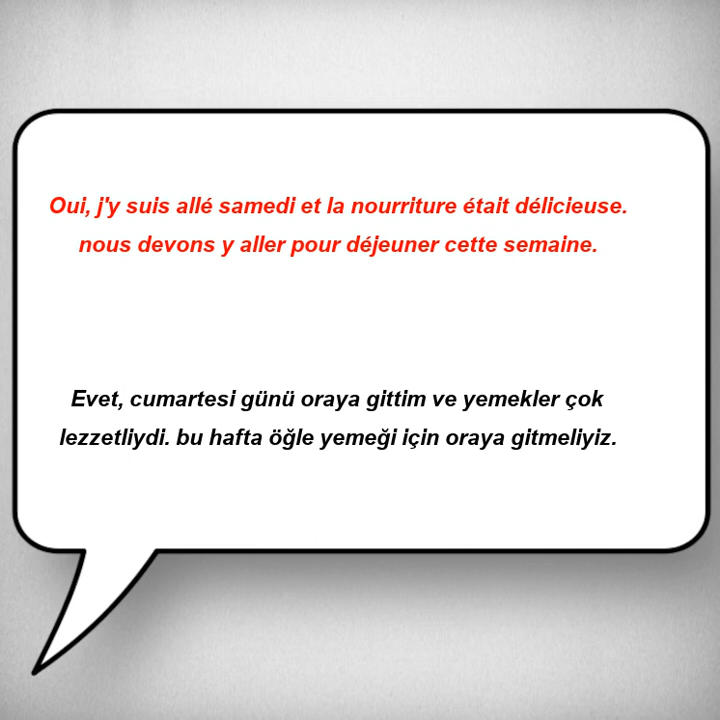 Oui, j'y suis allé samedi et la nourriture était délicieuse.
nous devons y aller pour déjeuner cette semaine.
Evet, cumartesi günü oraya gittim ve yemekler çok
lezzetliydi. bu hafta öğle yemeği için oraya gitmeliyiz.